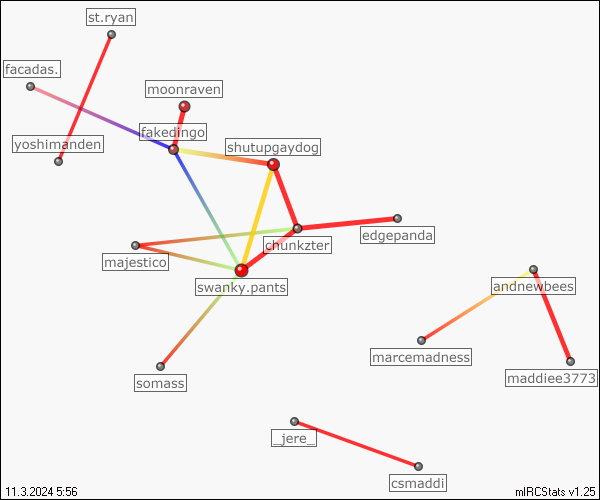 st.ryan
facadas.
moonraven
fakedingo
yoshimanden
shutupgaydog
edgepanda
chunkzter
majestico
swanky.pants
andnewbees
marcemadness
maddiee3773
somass
_jere_
csmaddi
11.3.2024 5:56
mIRCStats v1.25